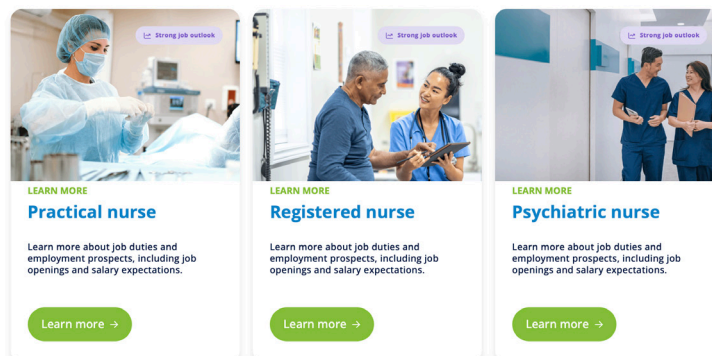 Strong job outlook
LEARN MORE
Practical nurse
Learn more about job duties and
employment prospects, including job
openings and salary expectations.
Learn more →
Strong job outlook
LEARN MORE
Registered nurse
Learn more about job duties and
employment prospects, including job
openings and salary expectations.
Learn more →
Strong job outlook
LEARN MORE
Psychiatric nurse
Learn more about job duties and
employment prospects, including job
openings and salary expectations.
Learn more →